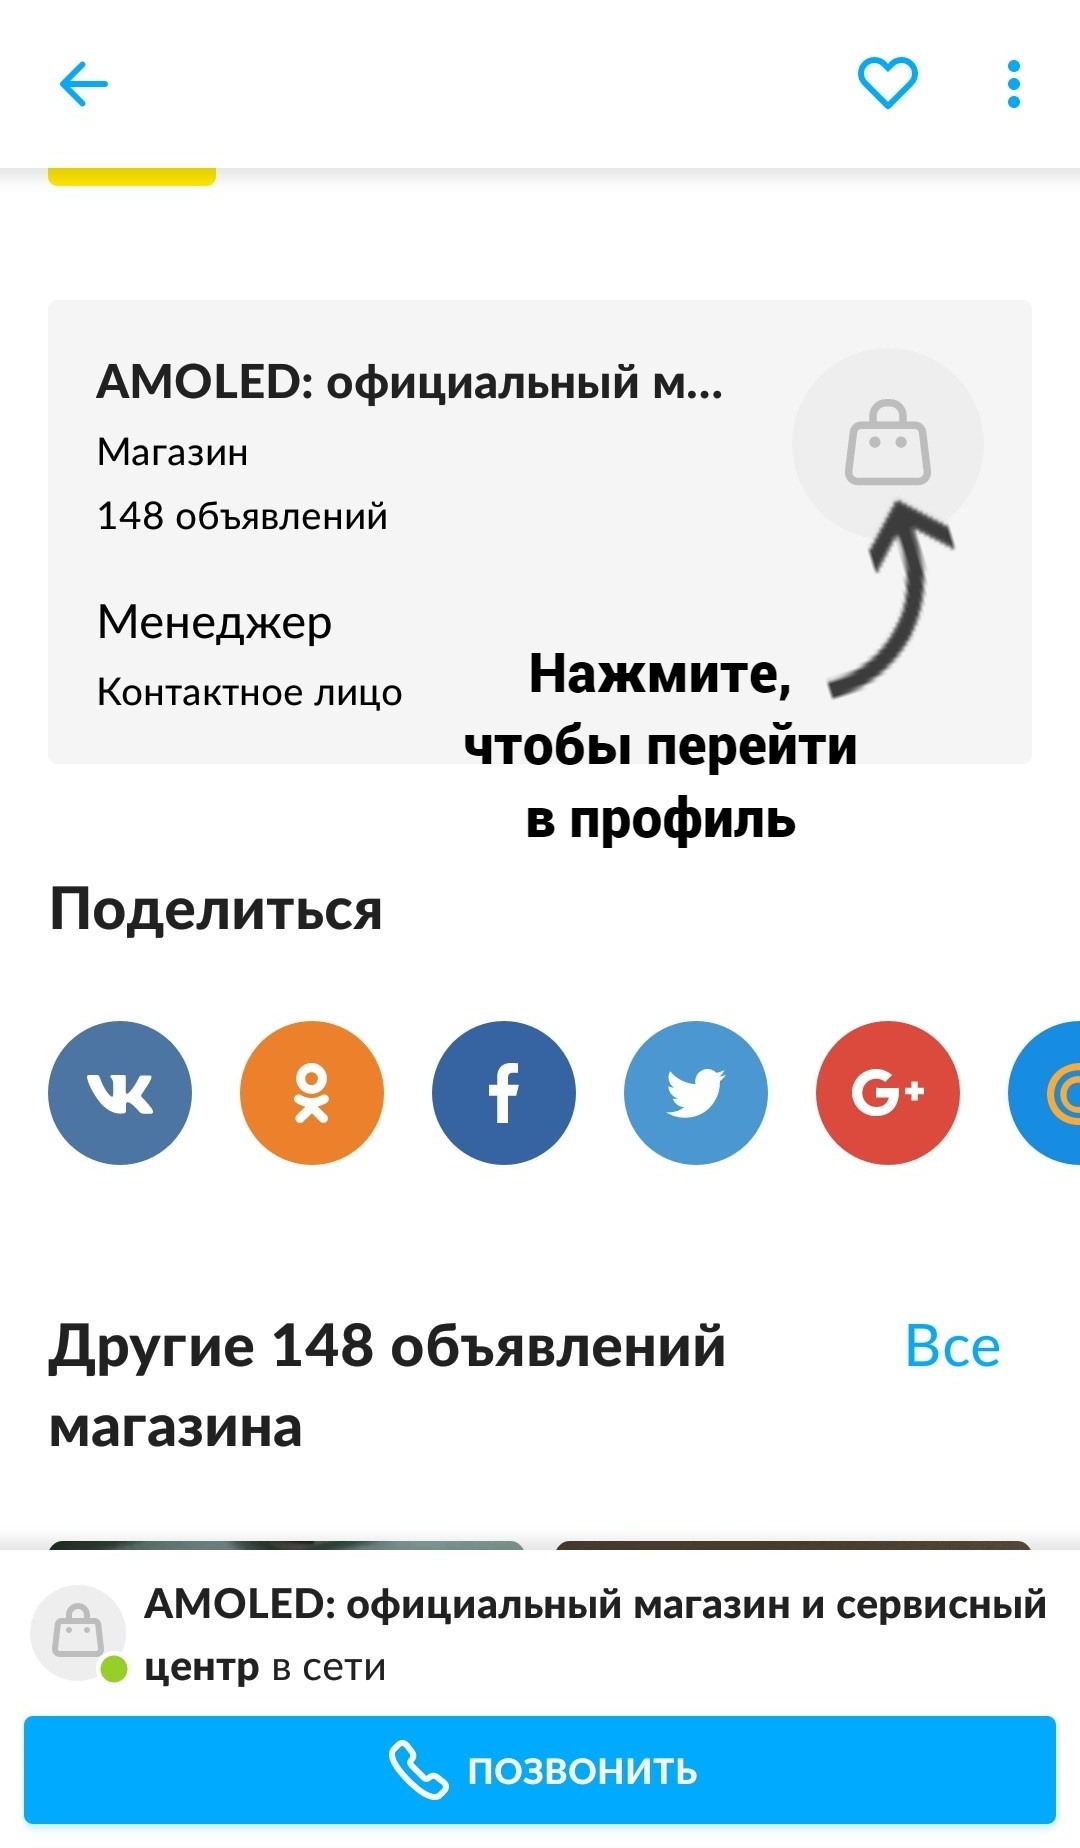 AMOLED: официальный м...
Магазин
148 объявлений
Менеджер
Контактное лицо
Нажмите,
чтобы перейти
в профиль
Поделиться
G+
Другие 148 объявлений
магазина
Все
AMOLED: официальный магазин и сервисный
центр в сети
ПОЗВОНИТЬ